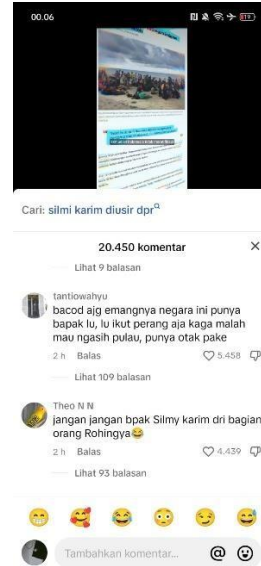 00.06
Cari: silmi karim diusir dpr
20.450 komentar
Lihat 9 balasan
tantiowahyu
bacod ajg emangnya negara ini punya
bapak lu, lu ikut perang aja kaga malah
mau ngasih pulau, punya otak pake
2 h Balas 5.458
Lihat 109 balasan
Theo N N
jangan jangan bpak Silmy karim dri bagian
orang Rohingya😂
2 h Balas 4.439
Lihat 93 balasan
Tambahkan komentar...